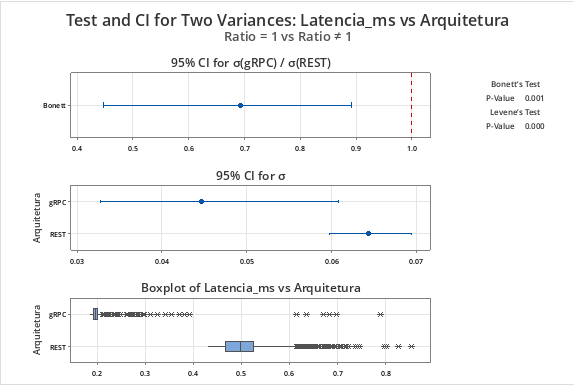 Test and CI for Two Variances: Latencia_ms vs Arquitetura
Ratio = 1 vs Ratio ≠ 1
95% CI for σ(gRPC) / σ(REST)
Bonett
0.4 0.5 0.6 0.7 0.8 0.9 1.0
Bonett's Test
P-Value 0.001
Levene's Test
P-Value 0.000
95% CI for σ
Arquitetura
gRPC
REST
0.03 0.04 0.05 0.06 0.07
Boxplot of Latencia_ms vs Arquitetura
Arquitetura
gRPC
REST
0.2 0.3 0.4 0.5 0.6 0.7 0.8